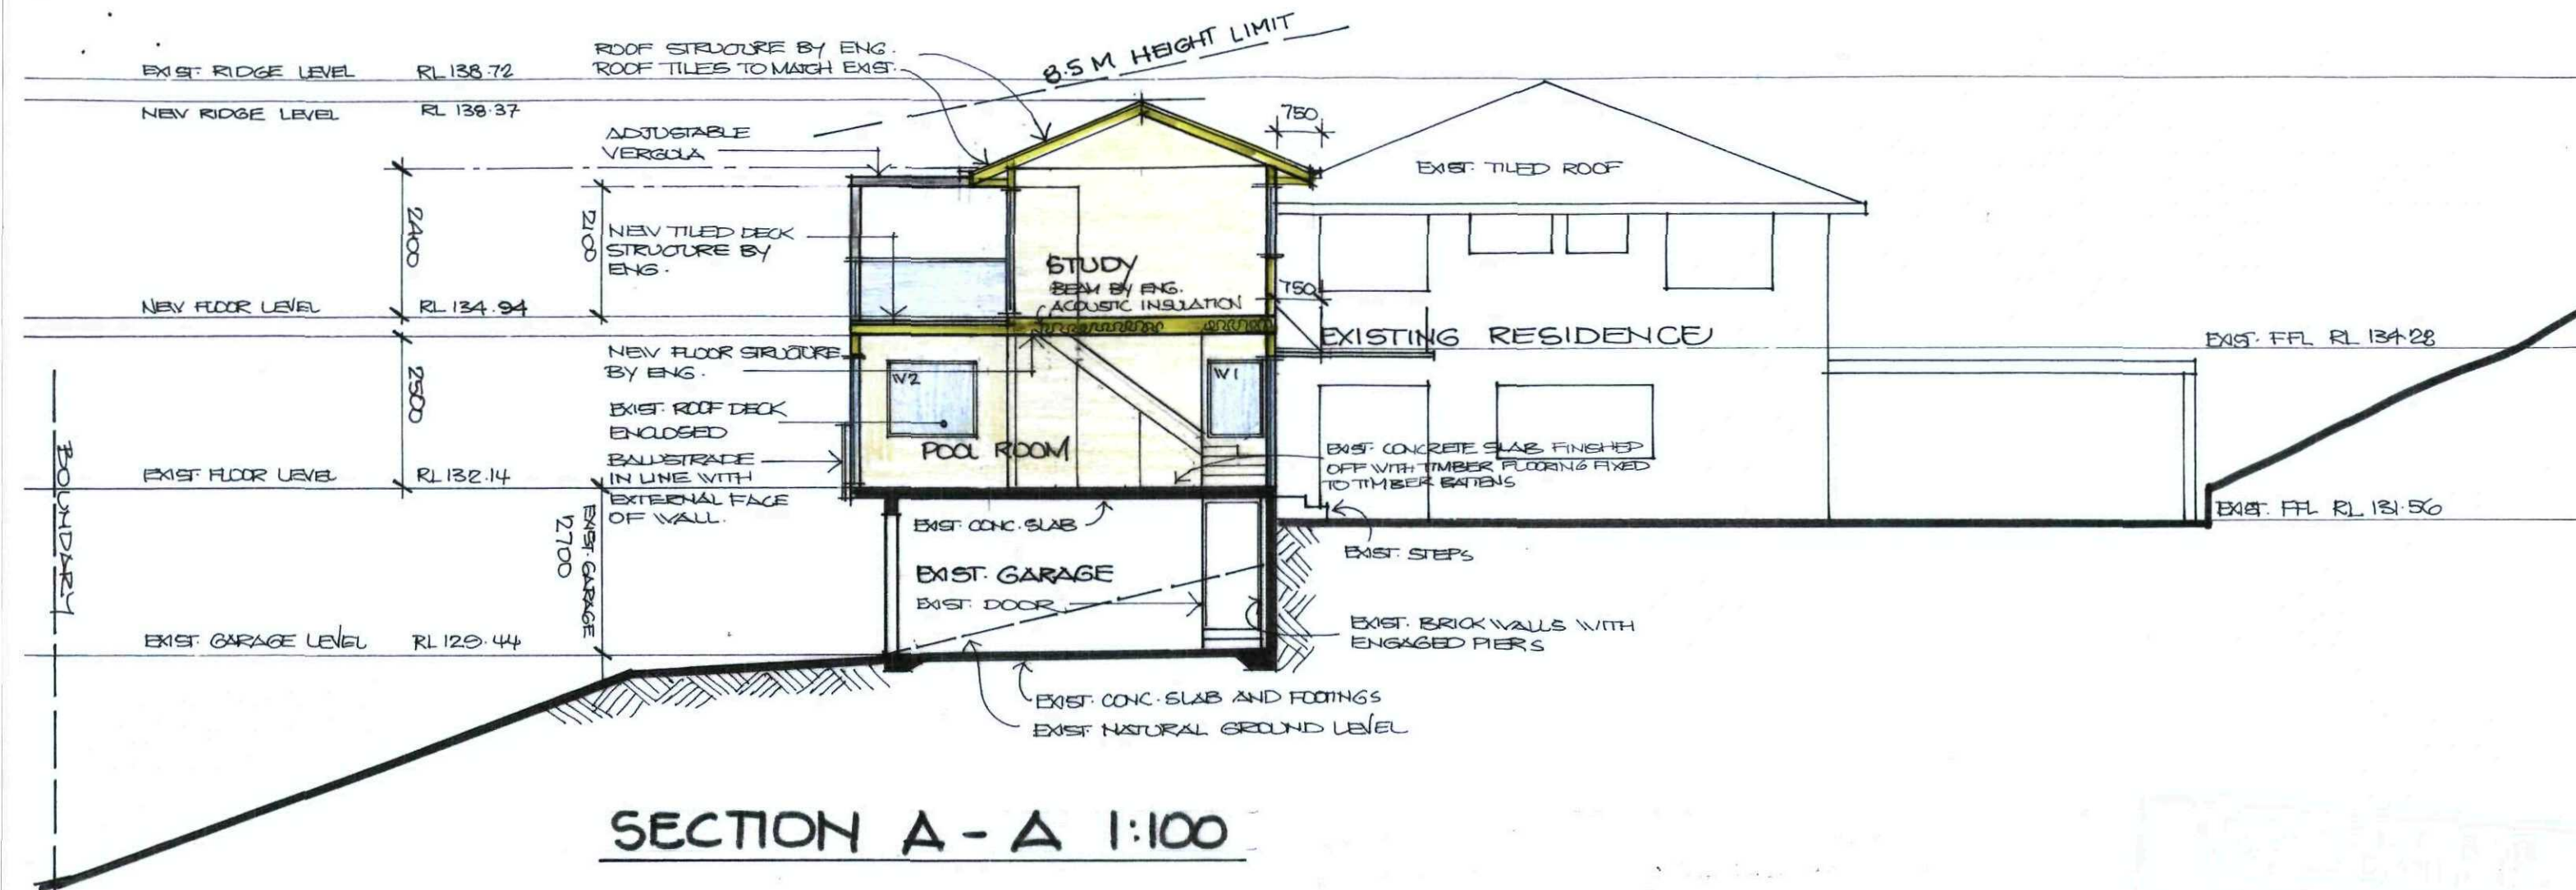 EXIST. RIDGE LEVEL RL 138.72
NEW RIDGE LEVEL RL 138.37
ROOF STRUCTURE BY ENG.
ROOF TILES TO MATCH EXIST.
8.5 M HEIGHT LIMIT
ADJUSTABLE
VERGOLA
750
EXIST. TILED ROOF
2400
2100
NEW TILED DECK
STRUCTURE BY
ENG.
STUDY
BEAM BY ENG.
ACOUSTIC INSULATION
750
NEW FLOOR LEVEL RL 134.94
EXISTING RESIDENCE
EXIST. FFL RL 134.28
NEW FLOOR STRUCTURE
BY ENG.
2500
W2
W1
EXIST. ROOF DECK
ENCLOSED
POOL ROOM
BALUSTRADE
IN LINE WITH
EXTERNAL FACE
OF WALL.
EXIST. CONCRETE SLAB FINISHED
OFF WITH TIMBER FLOORING FIXED
TO TIMBER BATTENS
EXIST. FLOOR LEVEL RL 132.14
EXIST. FFL RL 131.56
BOUNDARY
EXIST. GARAGE
2700
EXIST. CONC. SLAB
EXIST. STEPS
EXIST. GARAGE
EXIST. DOOR
EXIST. BRICK WALLS WITH
ENGAGED PIERS
EXIST. GARAGE LEVEL RL 129.44
EXIST. CONC. SLAB AND FOOTINGS
EXIST. NATURAL GROUND LEVEL
SECTION A - A 1:100